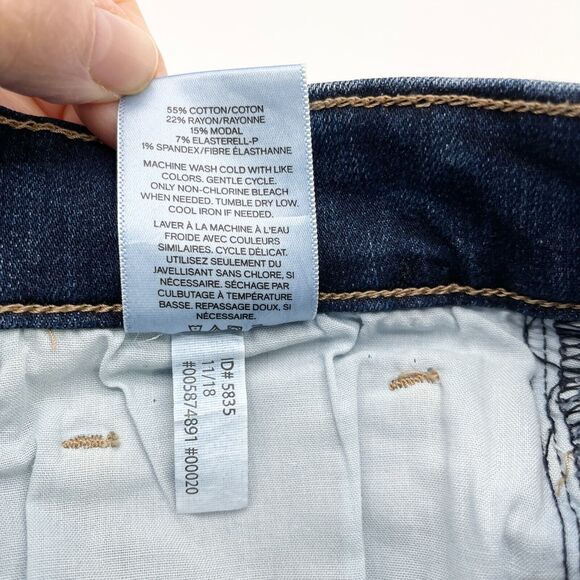 55% COTTON/COTON
22% RAYON/RAYONNE
15% MODAL
7% ELASTERELL-P
1% SPANDEX/FIBRE ÉLASTHANNE
MACHINE WASH COLD WITH LIKE
COLORS. GENTLE CYCLE.
ONLY NON-CHLORINE BLEACH
WHEN NEEDED. TUMBLE DRY LOW.
COOL IRON IF NEEDED.
LAVER À LA MACHINE À L'EAU
FROIDE AVEC COULEURS
SIMILAIRES. CYCLE DÉLICAT.
UTILISEZ SEULEMENT DU
JAVELLISANT SANS CHLORE, SI
NÉCESSAIRE. SÉCHAGE PAR
CULBUTAGE À TEMPÉRATURE
BASSE. REPASSAGE DOUX, SI
NÉCESSAIRE.
ID# 5835
11/18
#005874891 #00020